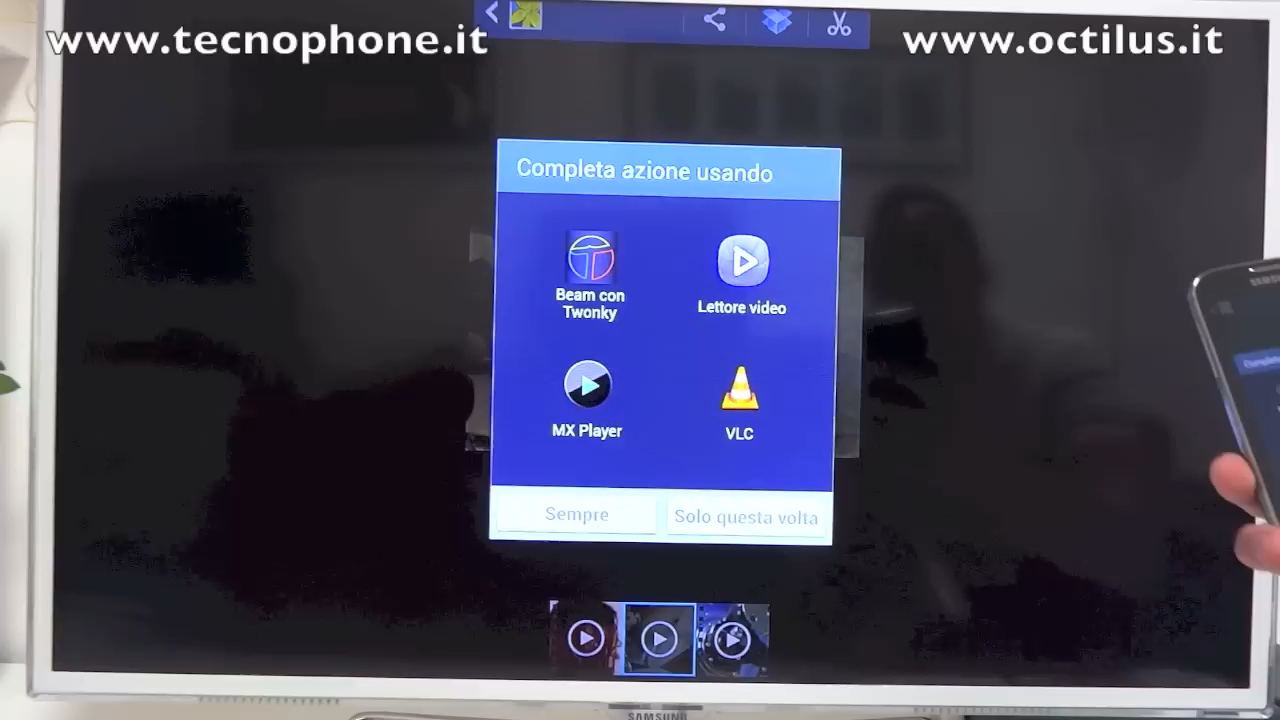 www.tecnophone.it
www.octilus.it
Completa azione usando
Beam con
Twonky
Lettore video
MX Player
VLC
Sempre
Solo questa volta
SAMSUNG